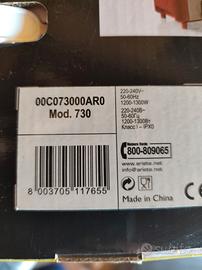 00C073000AR0
Mod. 730
220-240V~
50-60Hz
1200-1300W
220-240В~
50-60Гц
1200-1300Вт
Класс I - IPX0
800-809065
www.ariete.net
info@ariete.net
Made in China
8 003705 117655
subito